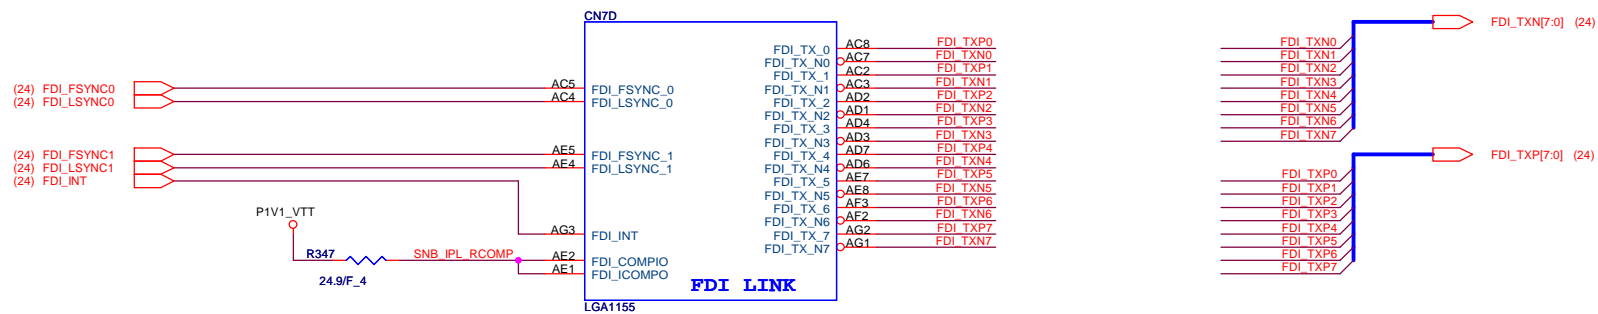 CN7D
FDI_TXN[7:0] (24)
FDI_TX_0 AC8 FDI_TXP0
FDI_TX_N0 AC7 FDI_TXN0
FDI_TX_1 AC2 FDI_TXP1
(24) FDI_FSYNC0 AC5 FDI_FSYNC_0 FDI_TX_N1 AC3 FDI_TXN1
(24) FDI_LSYNC0 AC4 FDI_LSYNC_0 FDI_TX_2 AD2 FDI_TXP2
FDI_TX_N2 AD1 FDI_TXN2
FDI_TX_3 AD4 FDI_TXP3
FDI_TX_N3 AD3 FDI_TXN3
(24) FDI_FSYNC1 AE5 FDI_FSYNC_1 FDI_TX_4 AD7 FDI_TXP4
(24) FDI_LSYNC1 AE4 FDI_LSYNC_1 FDI_TX_N4 AD6 FDI_TXN4
(24) FDI_INT FDI_TX_5 AE7 FDI_TXP5
FDI_TX_N5 AE8 FDI_TXN5
FDI_TX_6 AF3 FDI_TXP6
P1V1_VTT FDI_TX_N6 AF2 FDI_TXN6
AG3 FDI_INT FDI_TX_7 AG2 FDI_TXP7
FDI_TX_N7 AG1 FDI_TXN7
R347 SNB_IPL_RCOMP AE2 FDI_COMPIO
AE1 FDI_ICOMPO
24.9/F_4
FDI LINK
LGA1155
FDI_TXN0
FDI_TXN1
FDI_TXN2
FDI_TXN3
FDI_TXN4
FDI_TXN5
FDI_TXN6
FDI_TXN7
FDI_TXP[7:0] (24)
FDI_TXP0
FDI_TXP1
FDI_TXP2
FDI_TXP3
FDI_TXP4
FDI_TXP5
FDI_TXP6
FDI_TXP7